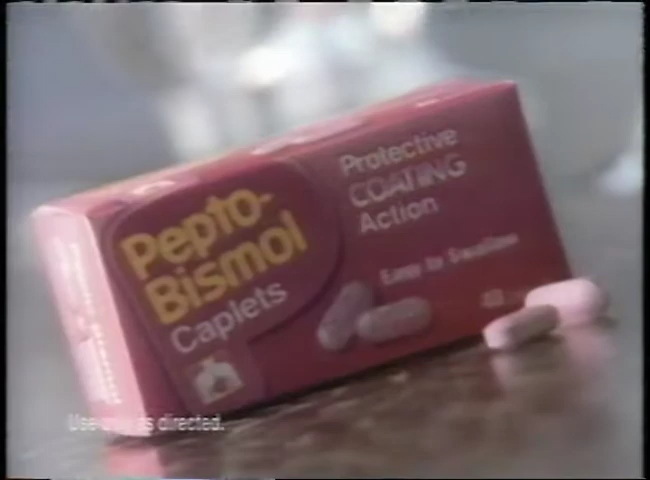 Pepto-
Bismol
Caplets
Protective
COATING
Action
Easy to Swallow
Use only as directed.